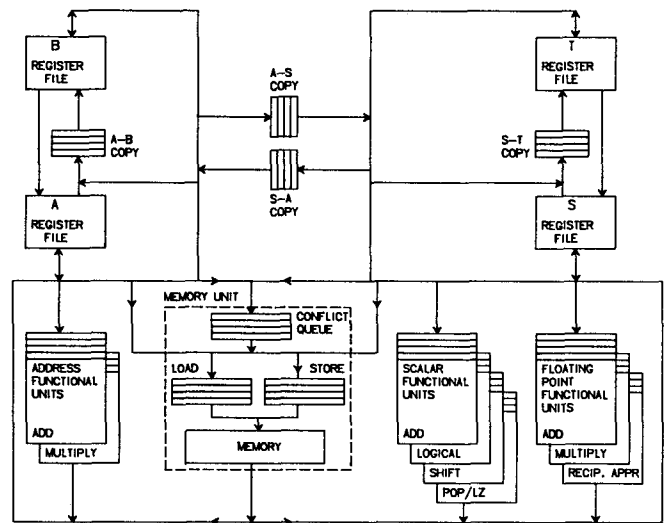 B
REGISTER
FILE
A-B
COPY
A
REGISTER
FILE
A-S
COPY
S-A
COPY
T
REGISTER
FILE
S-T
COPY
S
REGISTER
FILE
MEMORY UNIT
CONFLICT
QUEUE
LOAD
STORE
MEMORY
ADDRESS
FUNCTIONAL
UNITS
ADD
MULTIPLY
SCALAR
FUNCTIONAL
UNITS
ADD
LOGICAL
SHIFT
POP/LZ
FLOATING
POINT
FUNCTIONAL
UNITS
ADD
MULTIPLY
RECIP. APPR